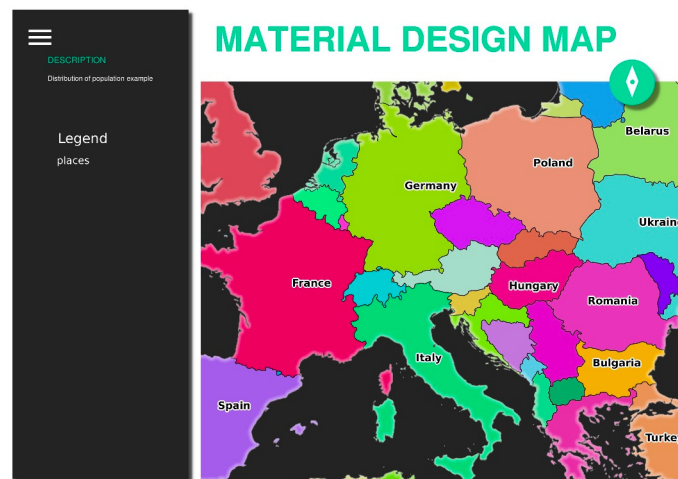 MATERIAL DESIGN MAP
DESCRIPTION
Distribution of population example
Legend
places
Belarus
Poland
Germany
Ukrain
France
Hungary
Romania
Italy
Bulgaria
Spain
Turke